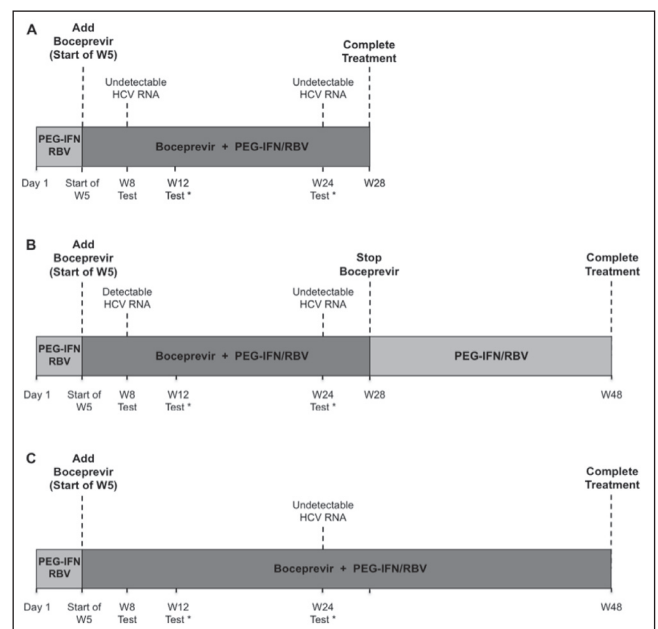 A
Add
Boceprevir
(Start of W5)
Complete
Treatment
Undetectable
HCV RNA
Undetectable
HCV RNA
PEG-IFN
RBV
Boceprevir + PEG-IFN/RBV
Day 1
Start of
W5
W8
Test
W12
Test *
W24
Test *
W28
B
Add
Boceprevir
(Start of W5)
Stop
Boceprevir
Complete
Treatment
Detectable
HCV RNA
Undetectable
HCV RNA
PEG-IFN
RBV
Boceprevir + PEG-IFN/RBV
PEG-IFN/RBV
Day 1
Start of
W5
W8
Test
W12
Test *
W24
Test *
W28
W48
C
Add
Boceprevir
(Start of W5)
Complete
Treatment
Undetectable
HCV RNA
PEG-IFN
RBV
Boceprevir + PEG-IFN/RBV
Day 1
Start of
W5
W8
Test
W12
Test *
W24
Test *
W48